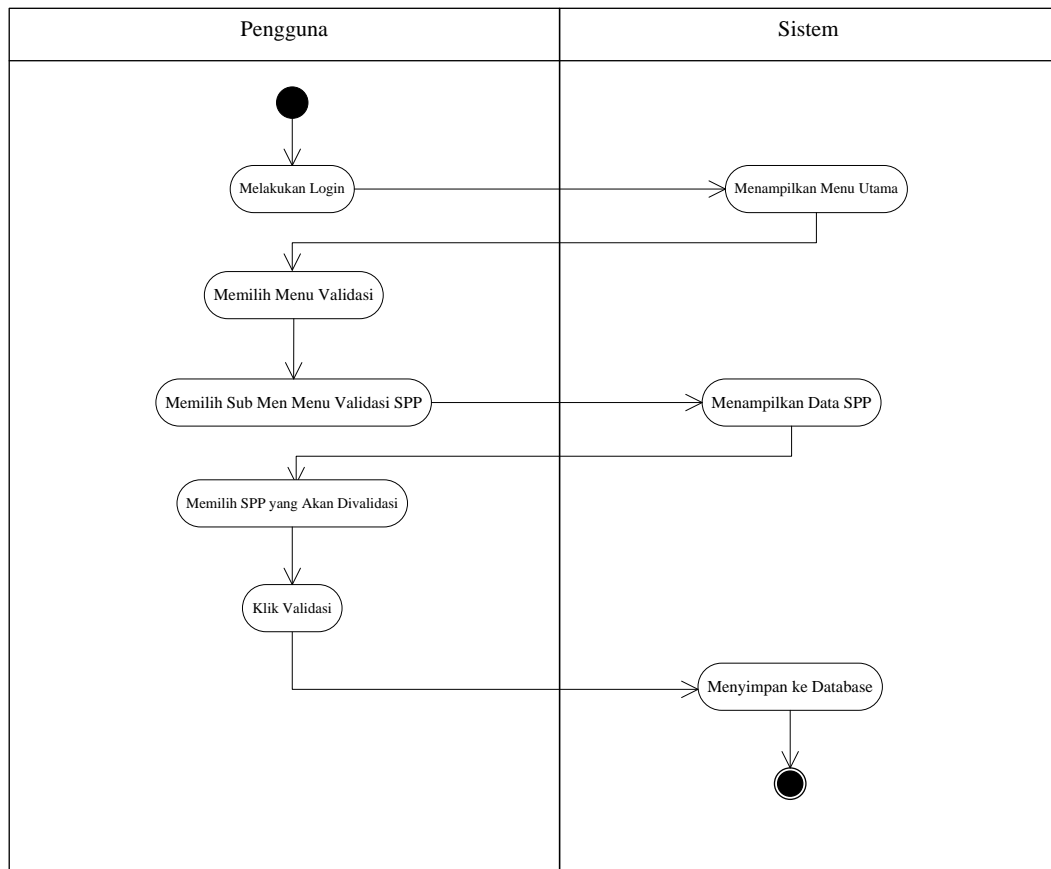 Pengguna
Sistem
Melakukan Login
Menampilkan Menu Utama
Memilih Menu Validasi
Memilih Sub Men Menu Validasi SPP
Menampilkan Data SPP
Memilih SPP yang Akan Divalidasi
Klik Validasi
Menyimpan ke Database